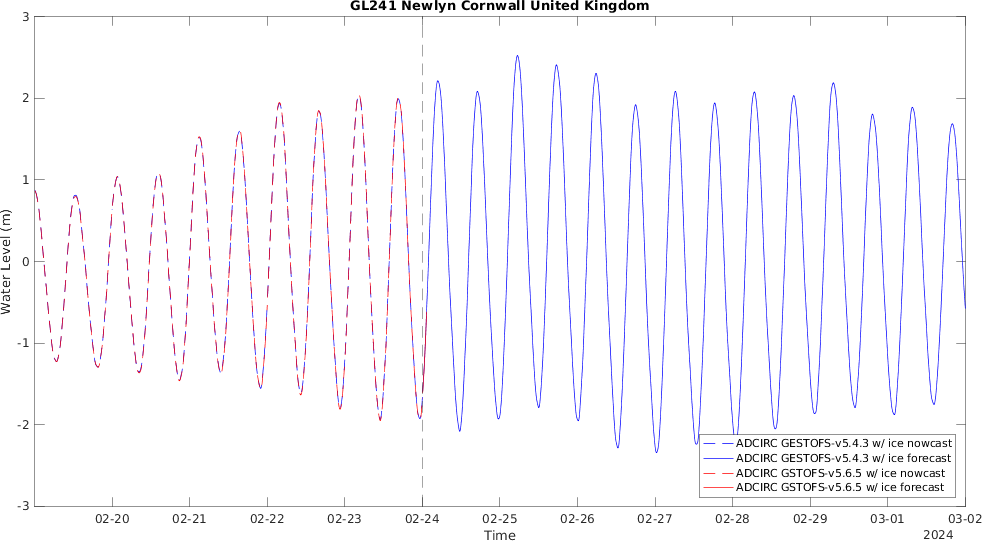 GL241 Newlyn Cornwall United Kingdom
3
2
1
0
-1
-2
-3
Water Level (m)
ADCIRC GESTOFS-v5.4.3 w/ ice nowcast
ADCIRC GESTOFS-v5.4.3 w/ ice forecast
ADCIRC GSTOFS-v5.6.5 w/ ice nowcast
ADCIRC GSTOFS-v5.6.5 w/ ice forecast
02-20 02-21 02-22 02-23 02-24 02-25 02-26 02-27 02-28 02-29 03-01 03-02
Time
2024